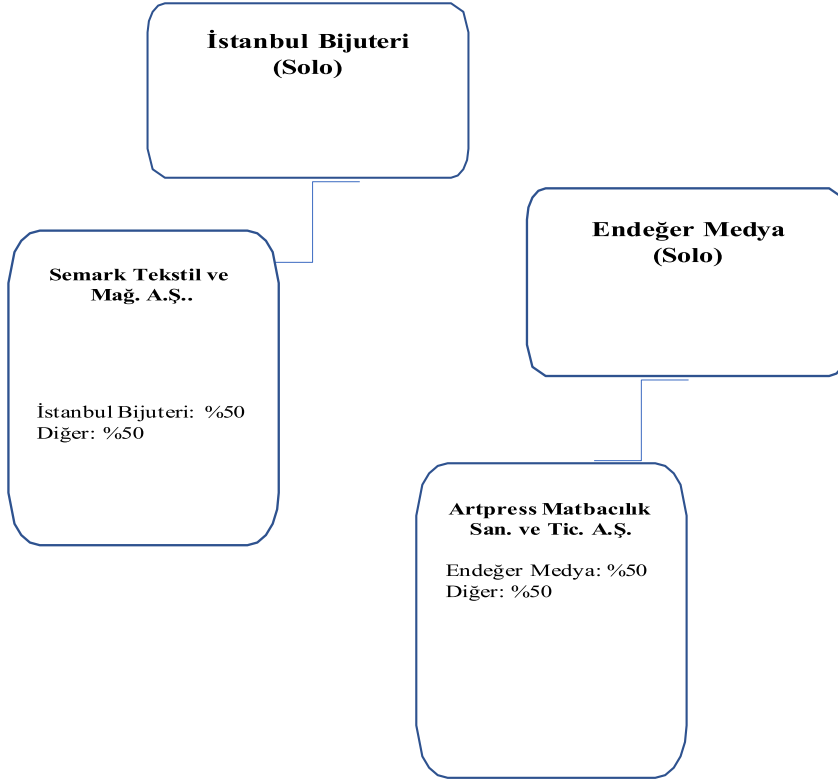 İstanbul Bijuteri
(Solo)
Endeğer Medya
(Solo)
Semark Tekstil ve
Mağ. A.Ş..
İstanbul Bijuteri: %50
Diğer: %50
Artpress Matbacılık
San. ve Tic. A.Ş.
Endeğer Medya: %50
Diğer: %50